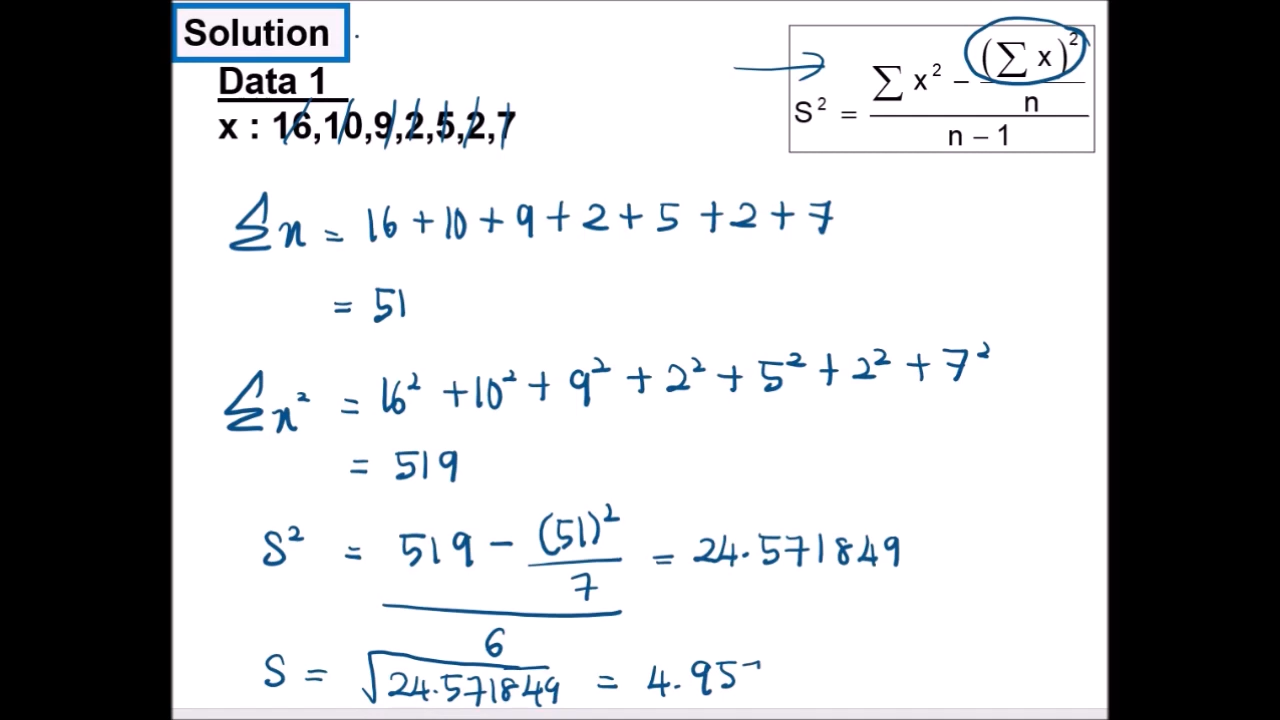 Solution
Data 1
x : 16,10,9,2,5,2,7
S² = (∑ x² − (∑ x)² / n) / (n − 1)
∑x = 16 + 10 + 9 + 2 + 5 + 2 + 7
= 51
∑x² = 16² + 10² + 9² + 2² + 5² + 2² + 7²
= 519
S² = (519 − (51)² / 7) / 6 = 24.571849
S = √24.571849 = 4.95